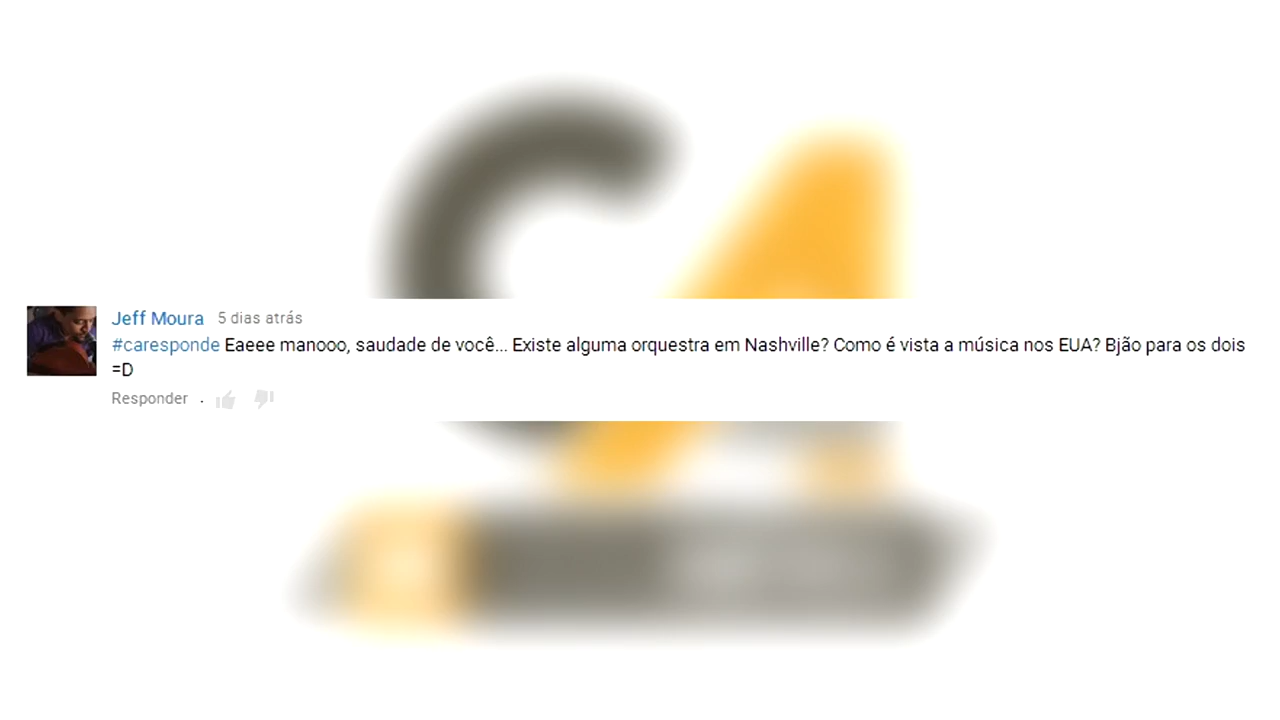 Jeff Moura 5 dias atrás
#caresponde Eaeee manooo, saudade de você... Existe alguma orquestra em Nashville? Como é vista a música nos EUA? Bjão para os dois
=D
Responder .